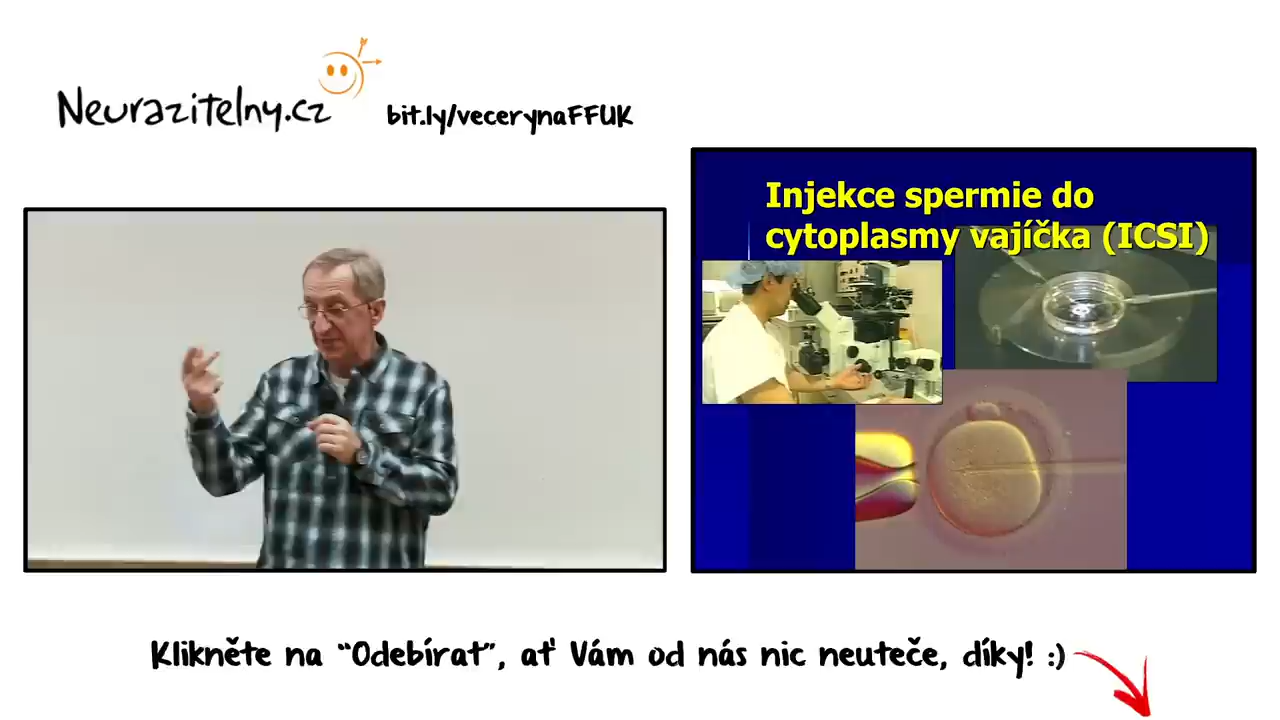 Neurazitelny.cz
bit.ly/vecerynaFFUK
Injekce spermie do
cytoplasmy vajíčka (ICSI)
Klikněte na “Odebírat”, ať Vám od nás nic neuteče, díky! :)